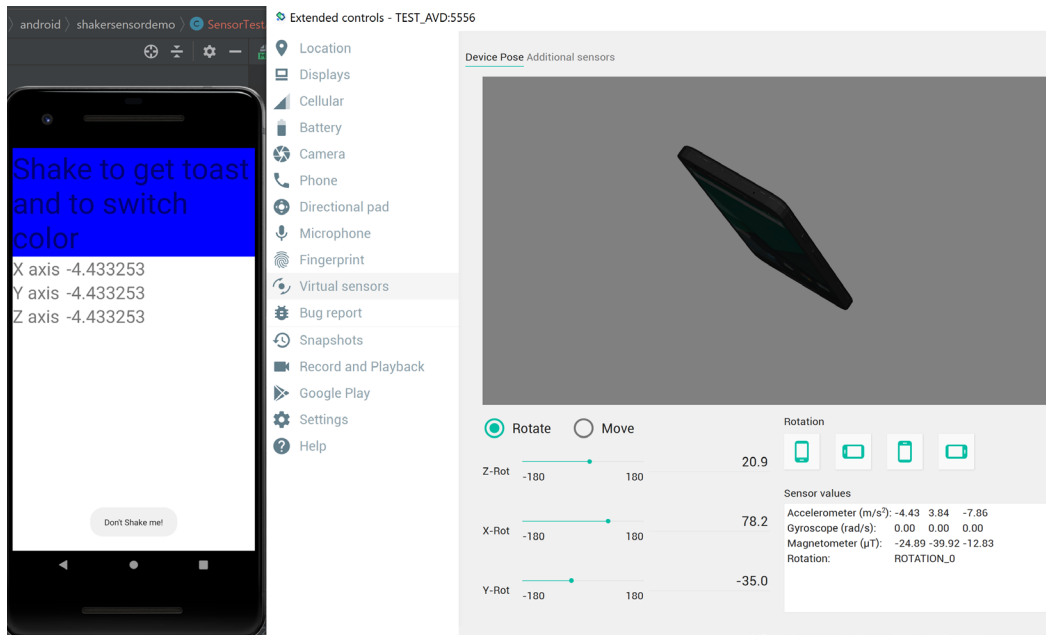 android › shakersensordemo › C SensorTest
Extended controls - TEST_AVD:5556
Shake to get toast
and to switch
color
X axis -4.433253
Y axis -4.433253
Z axis -4.433253
Don't Shake me!
Location
Displays
Cellular
Battery
Camera
Phone
Directional pad
Microphone
Fingerprint
Virtual sensors
Bug report
Snapshots
Record and Playback
Google Play
Settings
Help
Device Pose Additional sensors
Rotate Move
Z-Rot -180 180 20.9
X-Rot -180 180 78.2
Y-Rot -180 180 -35.0
Rotation
Sensor values
Accelerometer (m/s²): -4.43 3.84 -7.86
Gyroscope (rad/s): 0.00 0.00 0.00
Magnetometer (μT): -24.89 -39.92 -12.83
Rotation: ROTATION_0